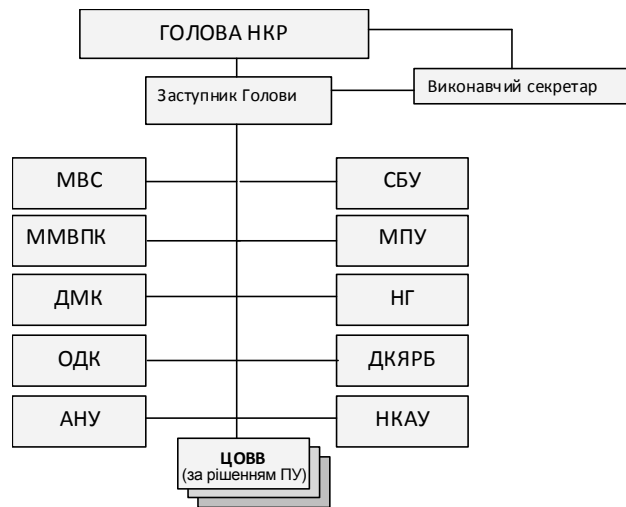 ГОЛОВА НКР
Заступник Голови
Виконавчий секретар
МВС
СБУ
ММВПК
МПУ
ДМК
НГ
ОДК
ДКЯРБ
АНУ
НКАУ
ЦОВВ
(за рішенням ПУ)